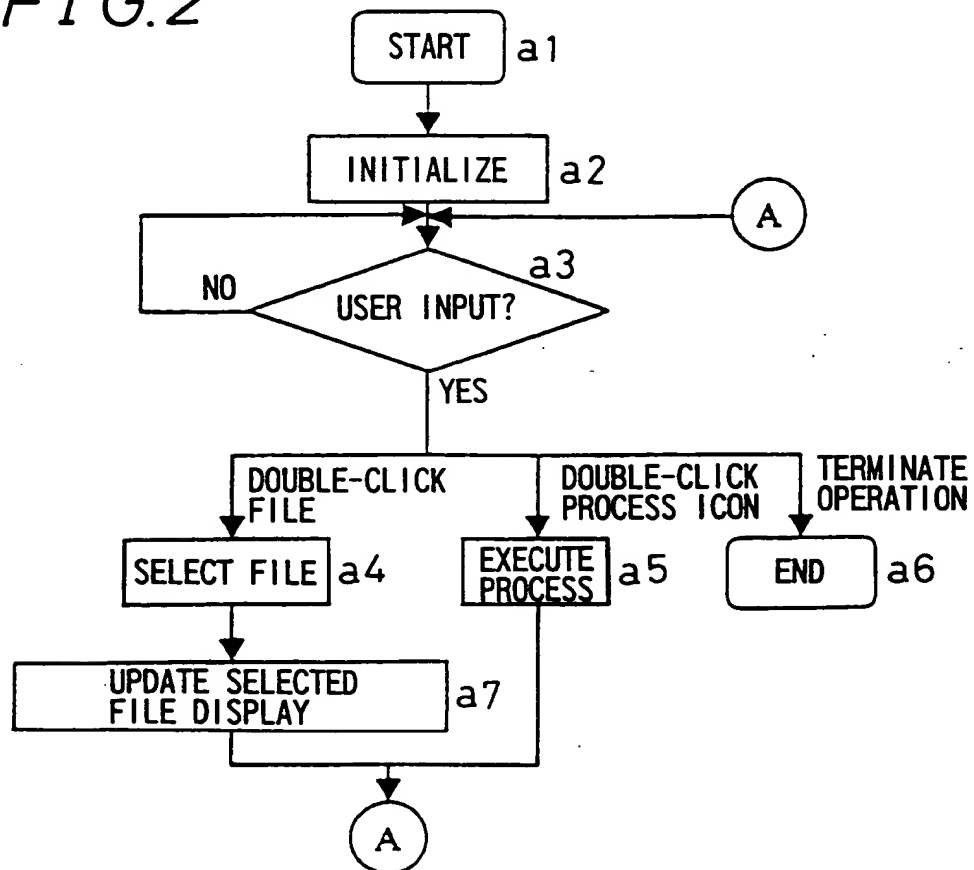 FIG.2
START
a1
INITIALIZE
a2
A
a3
NO
USER INPUT?
YES
DOUBLE-CLICK
FILE
DOUBLE-CLICK
PROCESS ICON
TERMINATE
OPERATION
SELECT FILE
a4
EXECUTE
PROCESS
a5
END
a6
UPDATE SELECTED
FILE DISPLAY
a7
A